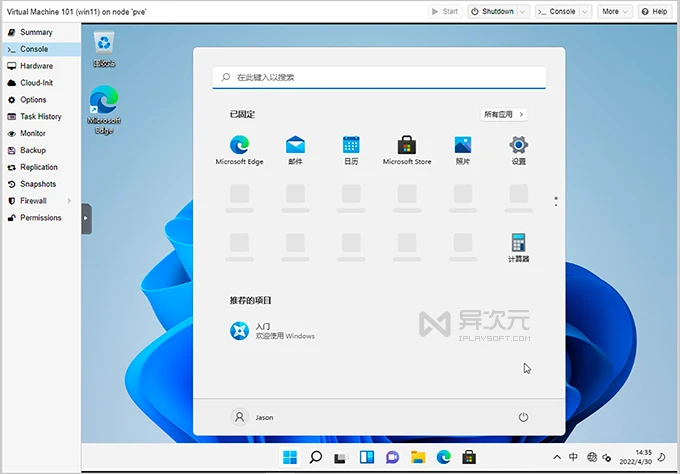 Virtual Machine 101 (win11) on node 'pve'
Start
Shutdown
>_ Console
More
Help
Summary
>_ Console
Hardware
Cloud-Init
Options
Task History
Monitor
Backup
Replication
Snapshots
Firewall
Permissions
回收站
Microsoft
Edge
在此键入以搜索
已固定
所有应用 >
Microsoft Edge
邮件
日历
Microsoft Store
照片
设置
计算器
推荐的项目
入门
欢迎使用 Windows
异次元
IPLAYSOFT.COM
Jason
中
14:35
2022/4/30